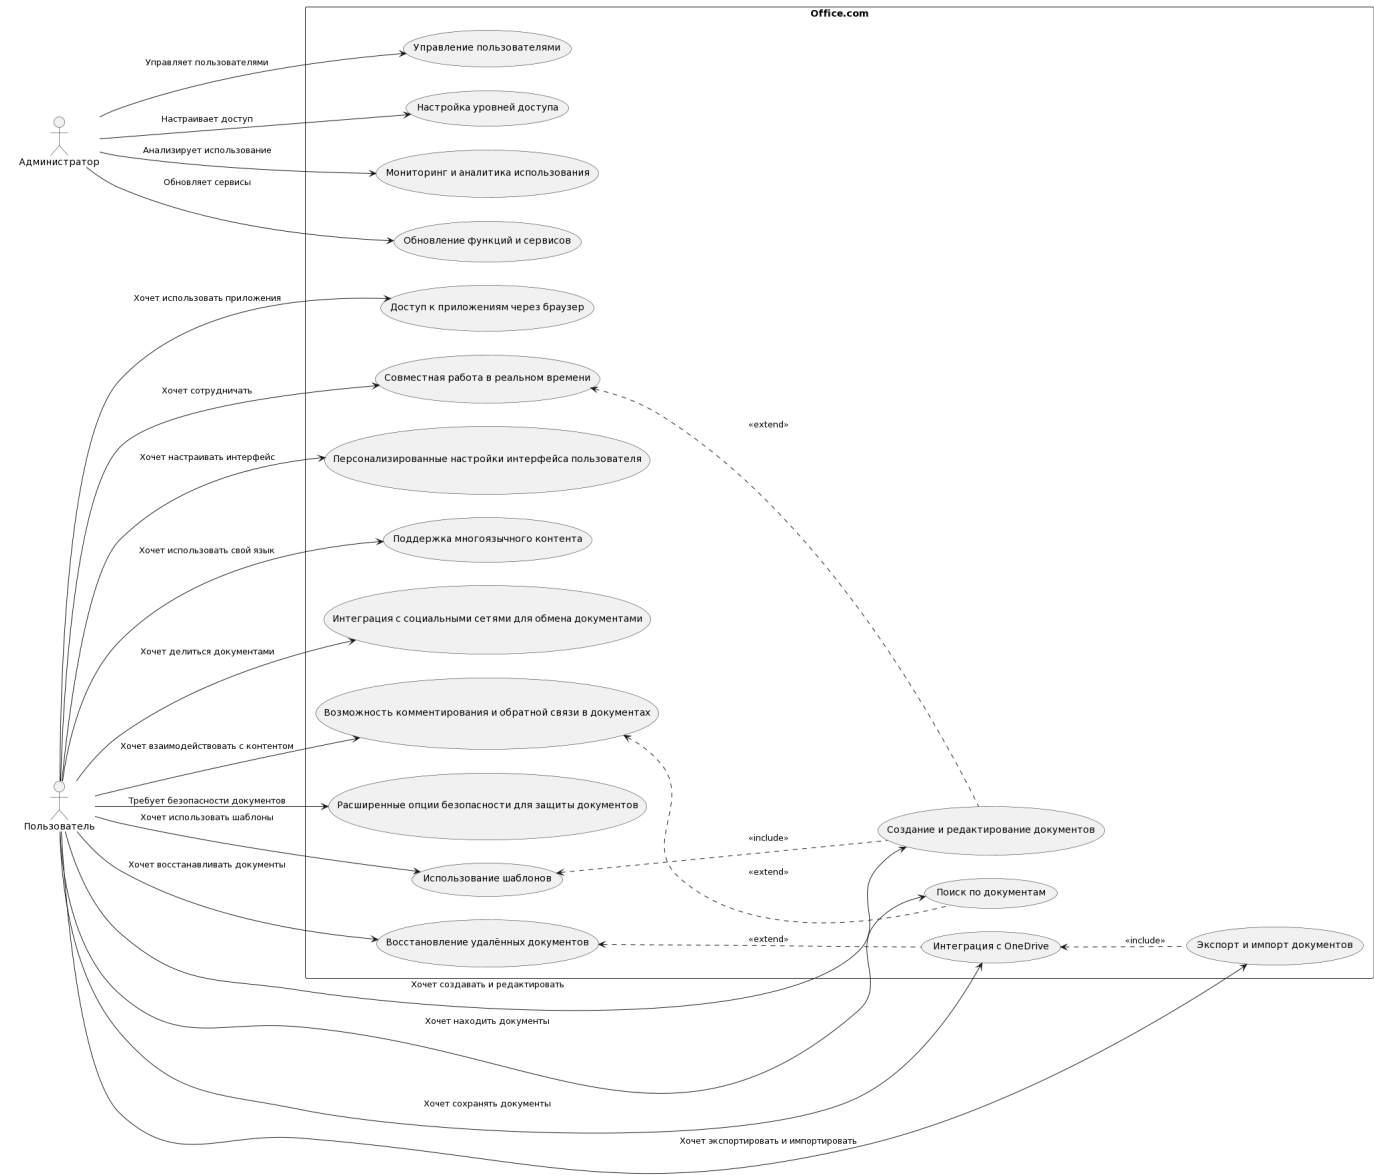 Office.com
Управление пользователями
Управляет пользователями
Настройка уровней доступа
Настраивает доступ
Анализирует использование
Администратор
Мониторинг и аналитика использования
Обновляет сервисы
Обновление функций и сервисов
Хочет использовать приложения
Доступ к приложениям через браузер
Совместная работа в реальном времени
Хочет сотрудничать
«extend»
Хочет настраивать интерфейс
Персонализированные настройки интерфейса пользователя
Поддержка многоязычного контента
Хочет использовать свой язык
Интеграция с социальными сетями для обмена документами
Хочет делиться документами
Возможность комментирования и обратной связи в документах
Хочет взаимодействовать с контентом
Требует безопасности документов
Расширенные опции безопасности для защиты документов
Хочет использовать шаблоны
Пользователь
Создание и редактирование документов
«include»
Хочет восстанавливать документы
«extend»
Использование шаблонов
Поиск по документам
Восстановление удалённых документов
«extend»
Интеграция с OneDrive
«include»
Экспорт и импорт документов
Хочет создавать и редактировать
Хочет находить документы
Хочет сохранять документы
Хочет экспортировать и импортировать